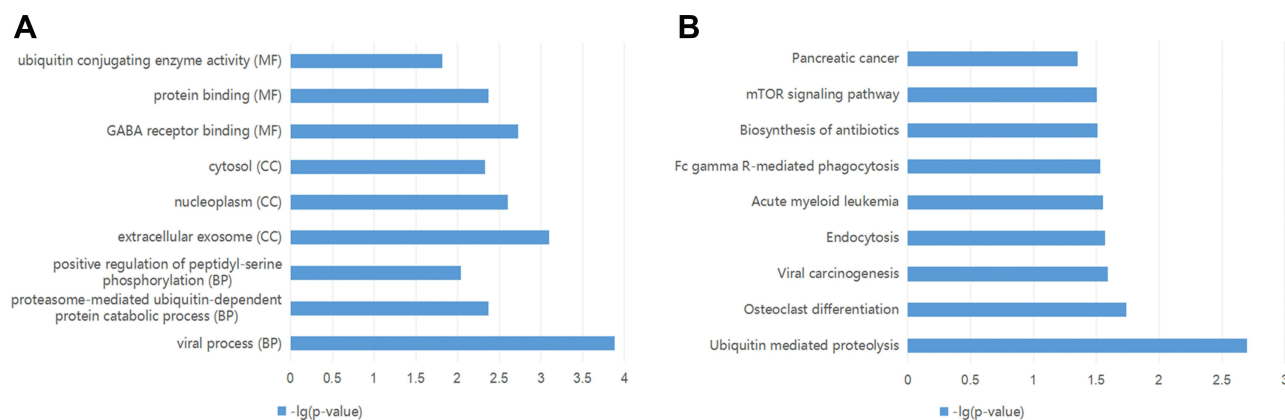 A
ubiquitin conjugating enzyme activity (MF)
protein binding (MF)
GABA receptor binding (MF)
cytosol (CC)
nucleoplasm (CC)
extracellular exosome (CC)
positive regulation of peptidyl-serine
phosphorylation (BP)
proteasome-mediated ubiquitin-dependent
protein catabolic process (BP)
viral process (BP)
0 0.5 1 1.5 2 2.5 3 3.5 4
-lg(p-value)
B
Pancreatic cancer
mTOR signaling pathway
Biosynthesis of antibiotics
Fc gamma R-mediated phagocytosis
Acute myeloid leukemia
Endocytosis
Viral carcinogenesis
Osteoclast differentiation
Ubiquitin mediated proteolysis
0 0.5 1 1.5 2 2.5 3
-lg(p-value)